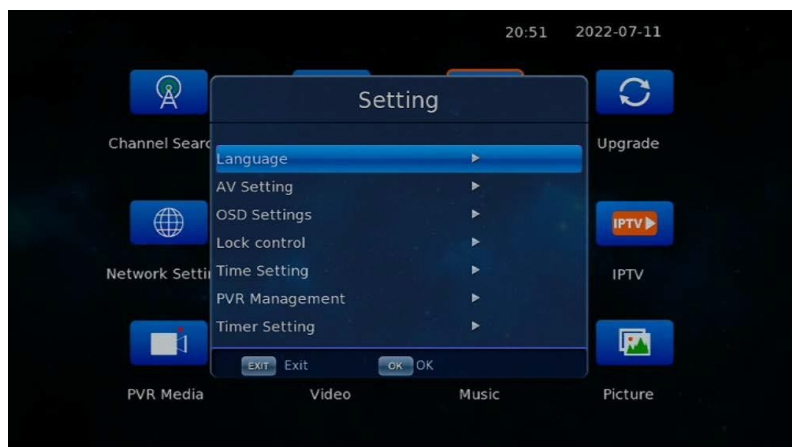 20:51 2022-07-11
Setting
Channel Searc
Upgrade
Language
AV Setting
OSD Settings
IPTV
Lock control
Network Settin
Time Setting
IPTV
PVR Management
Timer Setting
EXIT Exit OK OK
PVR Media Video Music Picture